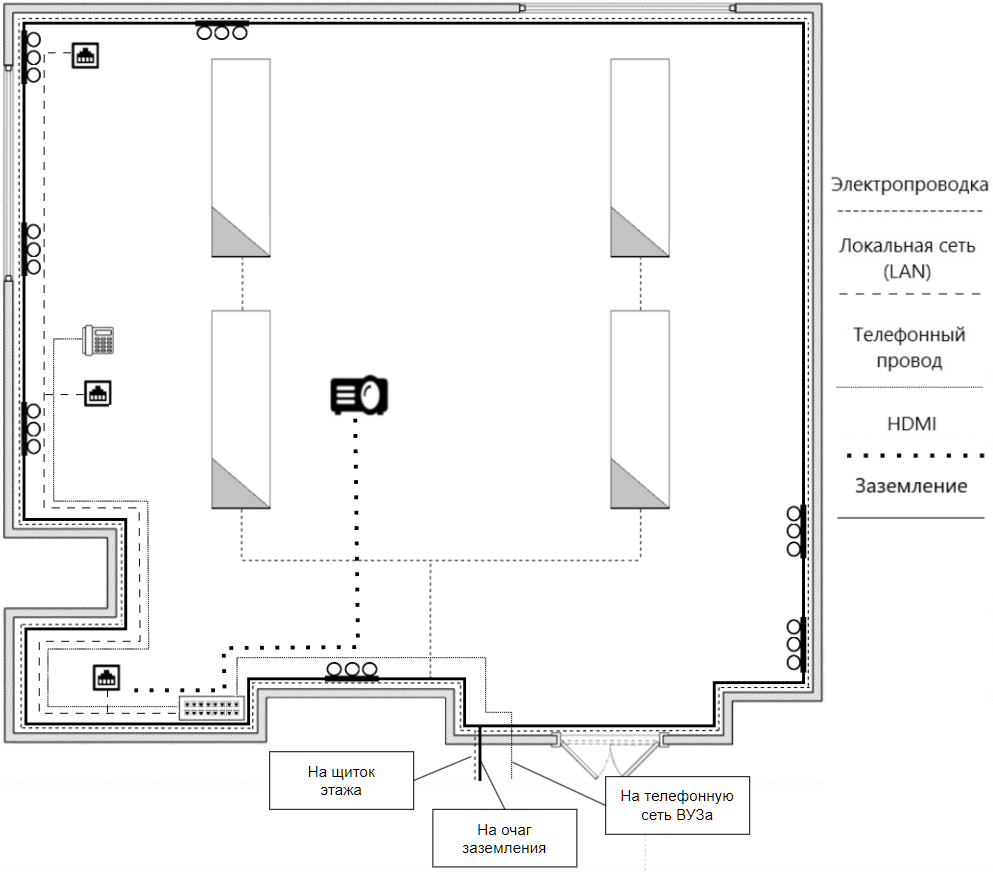 Электропроводка
Локальная сеть
(LAN)
Телефонный
провод
HDMI
Заземление
На щиток
этажа
На очаг
заземления
На телефонную
сеть ВУЗа